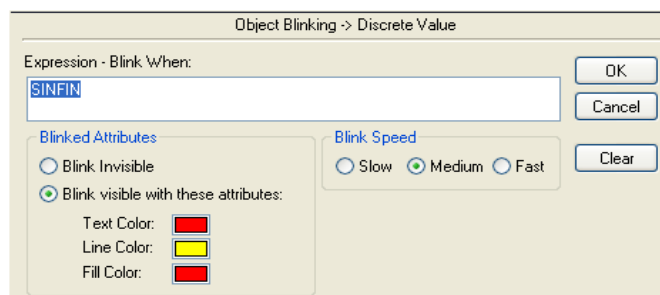 Object Blinking -> Discrete Value
Expression - Blink When:
SINFIN
OK
Cancel
Clear
Blinked Attributes
Blink Invisible
Blink visible with these attributes:
Text Color:
Line Color:
Fill Color:
Blink Speed
Slow Medium Fast